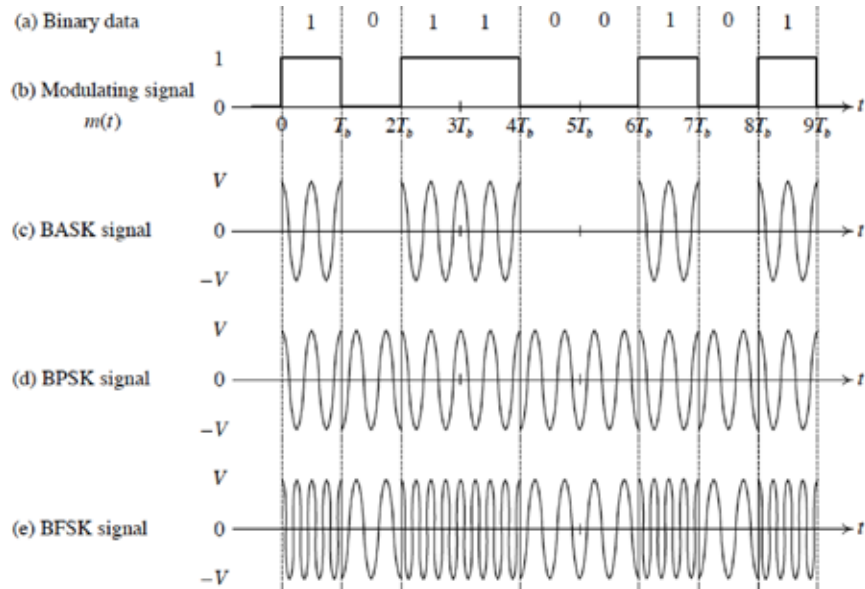 (a) Binary data 1 0 1 1 0 0 1 0 1
1
(b) Modulating signal
m(t)
0 t
0 T_b 2T_b 3T_b 4T_b 5T_b 6T_b 7T_b 8T_b 9T_b
V
(c) BASK signal 0 t
−V
V
(d) BPSK signal 0 t
−V
V
(e) BFSK signal 0 t
−V